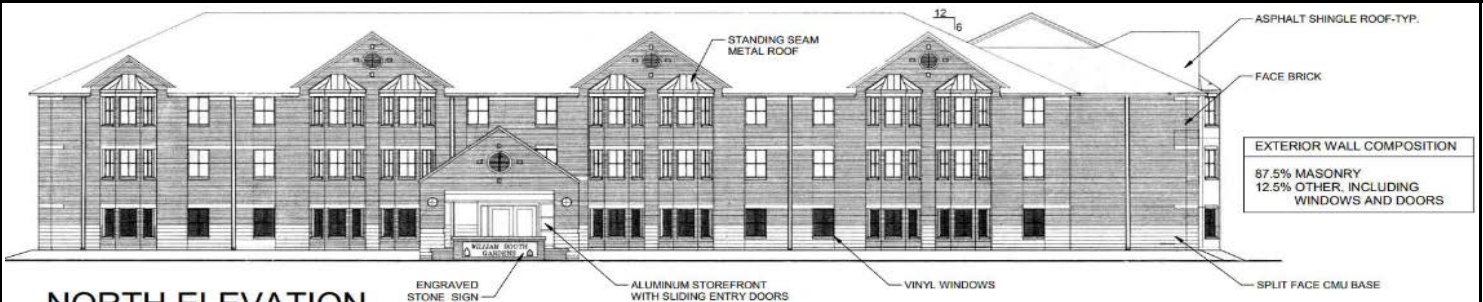 12
6
ASPHALT SHINGLE ROOF-TYP.
STANDING SEAM
METAL ROOF
FACE BRICK
EXTERIOR WALL COMPOSITION
87.5% MASONRY
12.5% OTHER, INCLUDING
WINDOWS AND DOORS
WILLIAM BOOTH
GARDENS
ENGRAVED
STONE SIGN
ALUMINUM STOREFRONT
WITH SLIDING ENTRY DOORS
VINYL WINDOWS
SPLIT FACE CMU BASE
NORTH ELEVATION